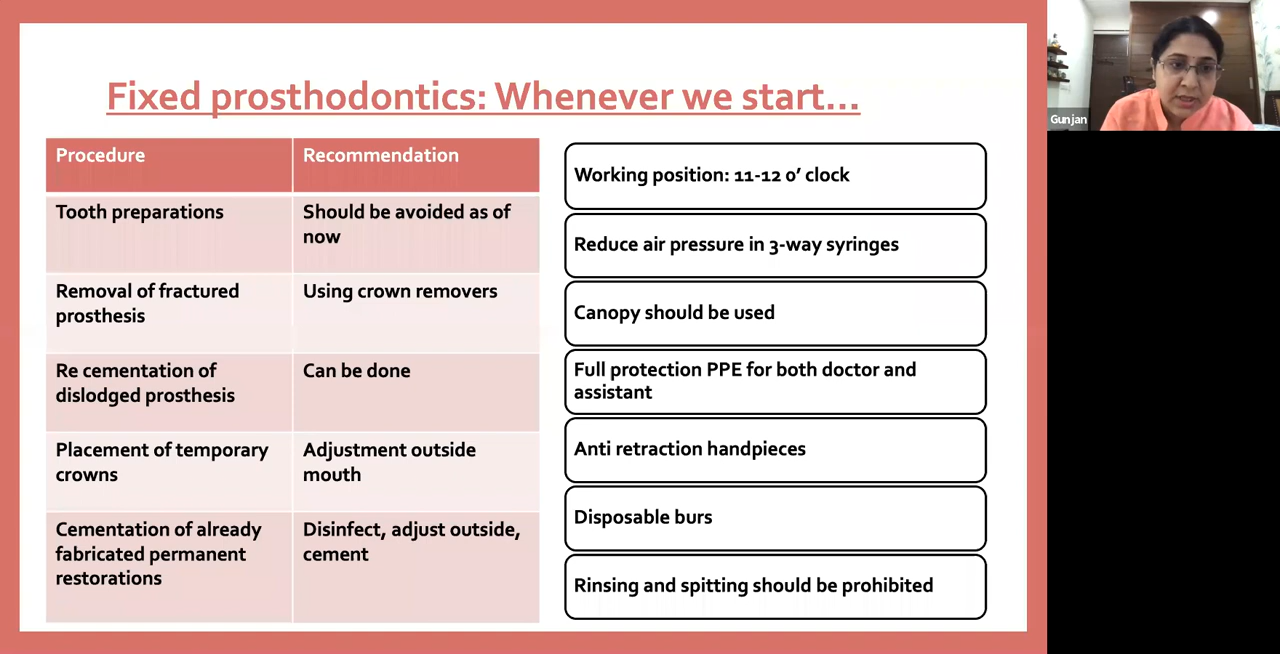 Fixed prosthodontics: Whenever we start...
Procedure
Recommendation
Tooth preparations
Should be avoided as of
now
Removal of fractured
prosthesis
Using crown removers
Re cementation of
dislodged prosthesis
Can be done
Placement of temporary
crowns
Adjustment outside
mouth
Cementation of already
fabricated permanent
restorations
Disinfect, adjust outside,
cement
Working position: 11-12 o' clock
Reduce air pressure in 3-way syringes
Canopy should be used
Full protection PPE for both doctor and
assistant
Anti retraction handpieces
Disposable burs
Rinsing and spitting should be prohibited
Gunjan